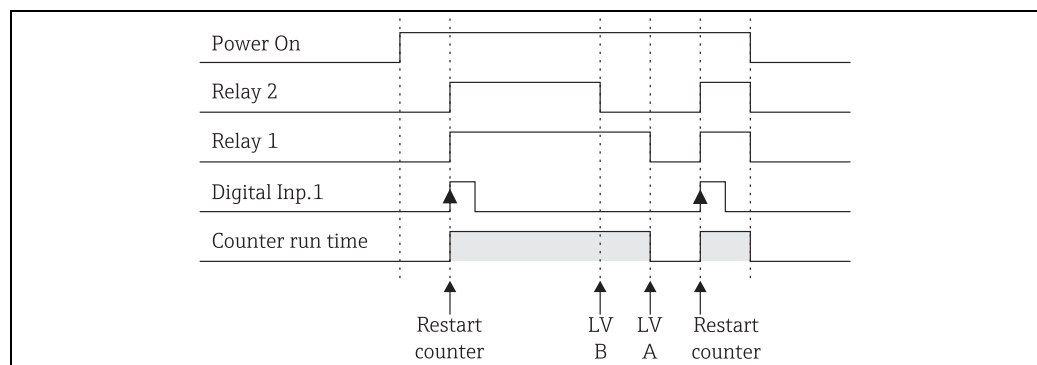 Power On
Relay 2
Relay 1
Digital Inp.1
Counter run time
Restart
counter
LV
B
LV
A
Restart
counter